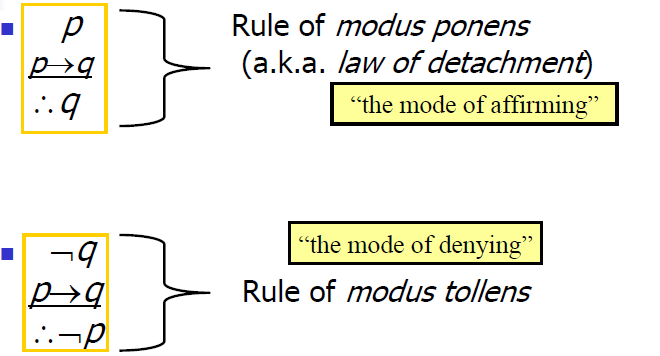 p
p→q
∴q
Rule of modus ponens
(a.k.a. law of detachment)
“the mode of affirming”
¬q
p→q
∴¬p
“the mode of denying”
Rule of modus tollens